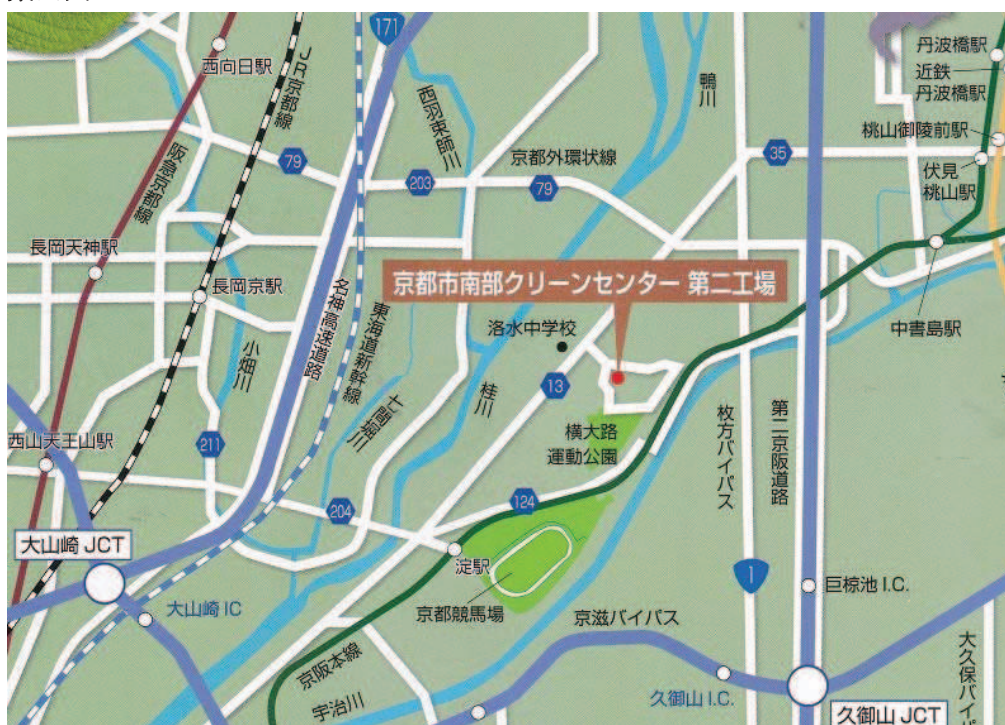 171
西向日駅
JR京都線
阪急京都線
79
西羽束師川
203
京都外環状線
79
鴨川
35
丹波橋駅
近鉄
丹波橋駅
桃山御陵前駅
伏見
桃山駅
長岡天神駅
長岡京駅
京都市南部クリーンセンター 第二工場
中書島駅
洛水中学校
名神高速道路
東海道新幹線
小畑川
七間堀川
桂川
13
横大路
運動公園
枚方バイパス
第二京阪道路
西山天王山駅
211
204
124
大山崎 JCT
淀駅
大山崎 IC
京都競馬場
1
巨椋池 I.C.
京滋バイパス
京阪本線
宇治川
久御山 I.C.
久御山 JCT